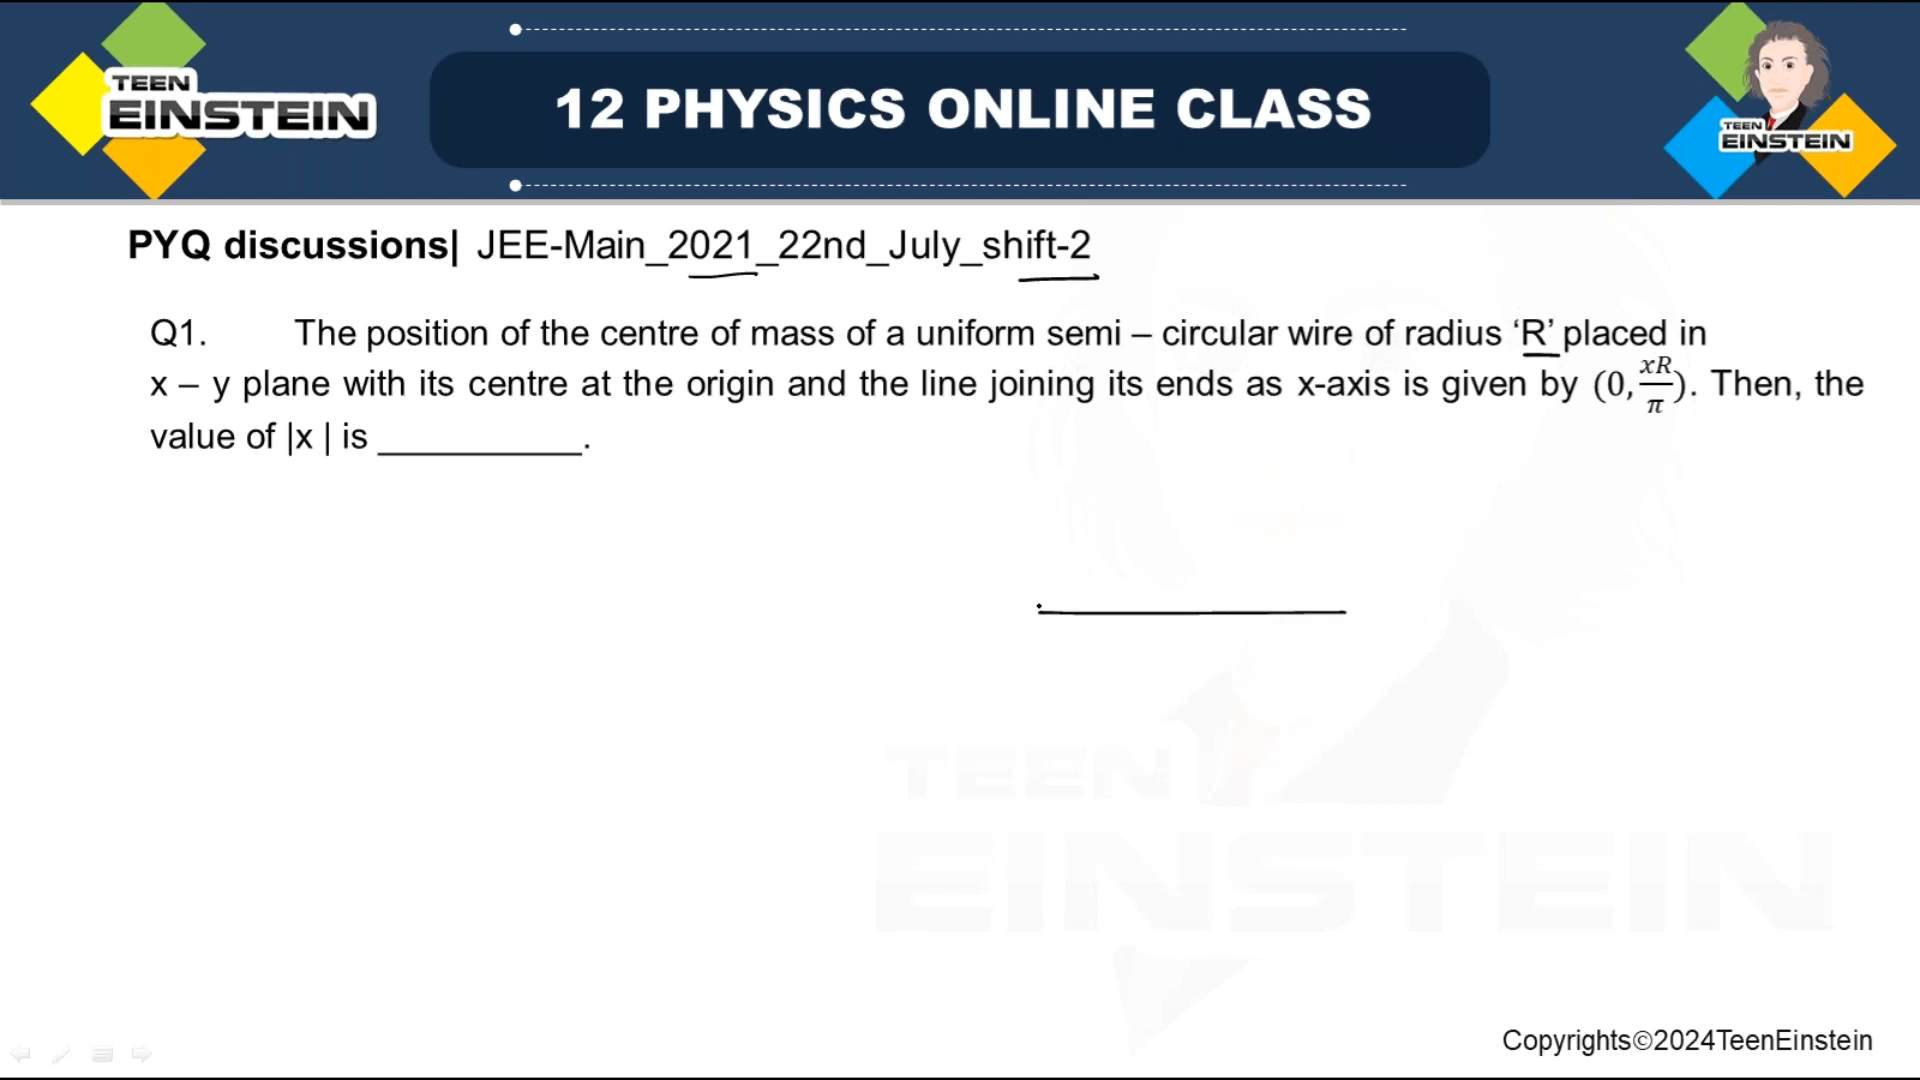 TEEN
EINSTEIN
12 PHYSICS ONLINE CLASS
TEEN
EINSTEIN
PYQ discussions| JEE-Main_2021_22nd_July_shift-2
Q1. The position of the centre of mass of a uniform semi – circular wire of radius ‘R’ placed in
x – y plane with its centre at the origin and the line joining its ends as x-axis is given by (0, xR/π). Then, the
value of |x | is ___________.
TEEN
EINSTEIN
Copyrights©2024TeenEinstein